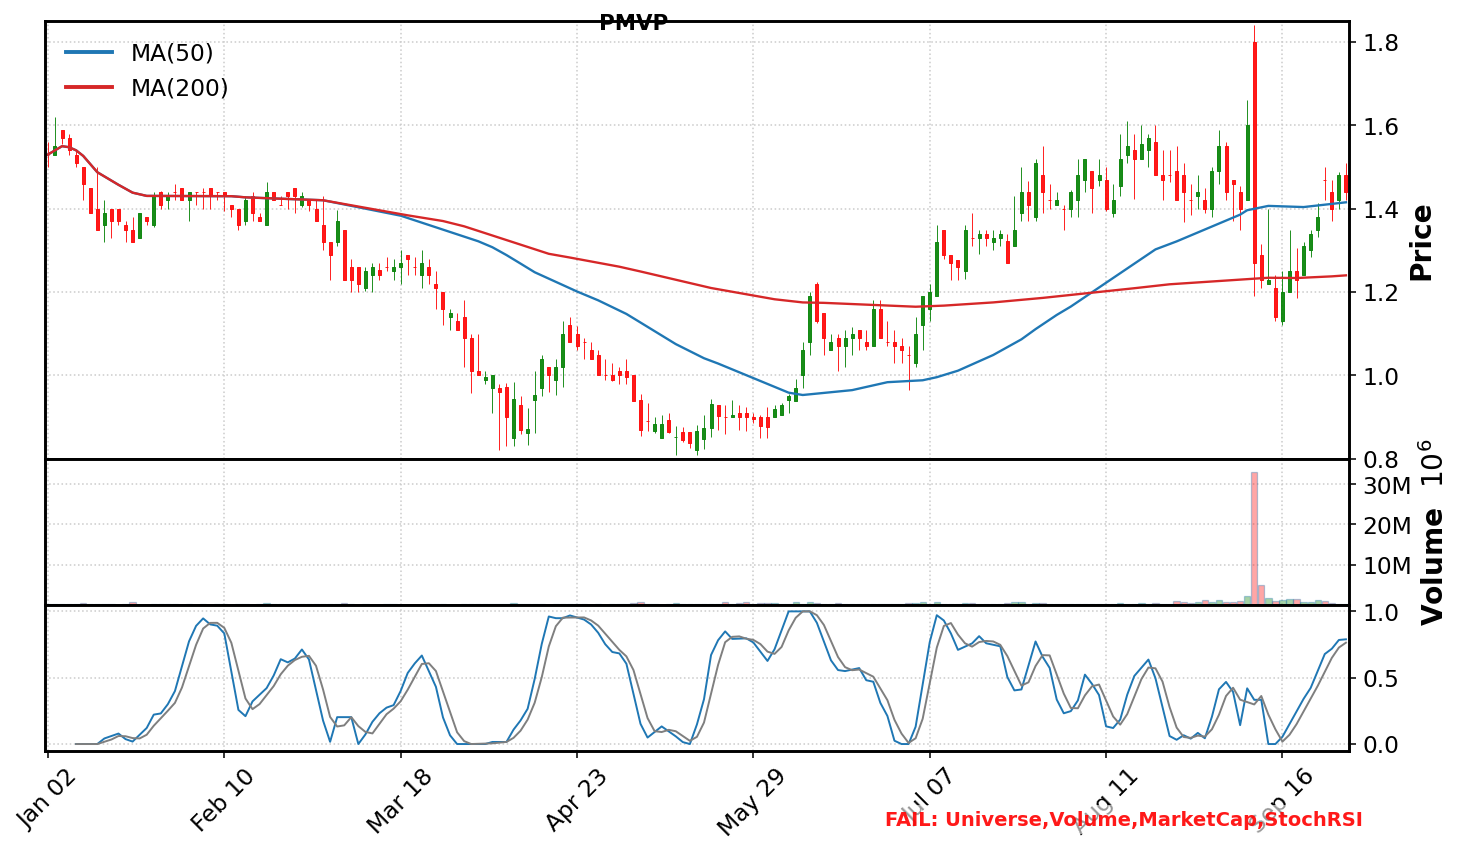 PMVP
MA(50)
MA(200)
1.8
1.6
1.4
1.2
1.0
0.8
Price
10^6
30M
20M
10M
Volume
1.0
0.5
0.0
Jan 02
Feb 10
Mar 18
Apr 23
May 29
Jul 07
Aug 11
Sep 16
FAIL: Universe,Volume,MarketCap,StochRSI